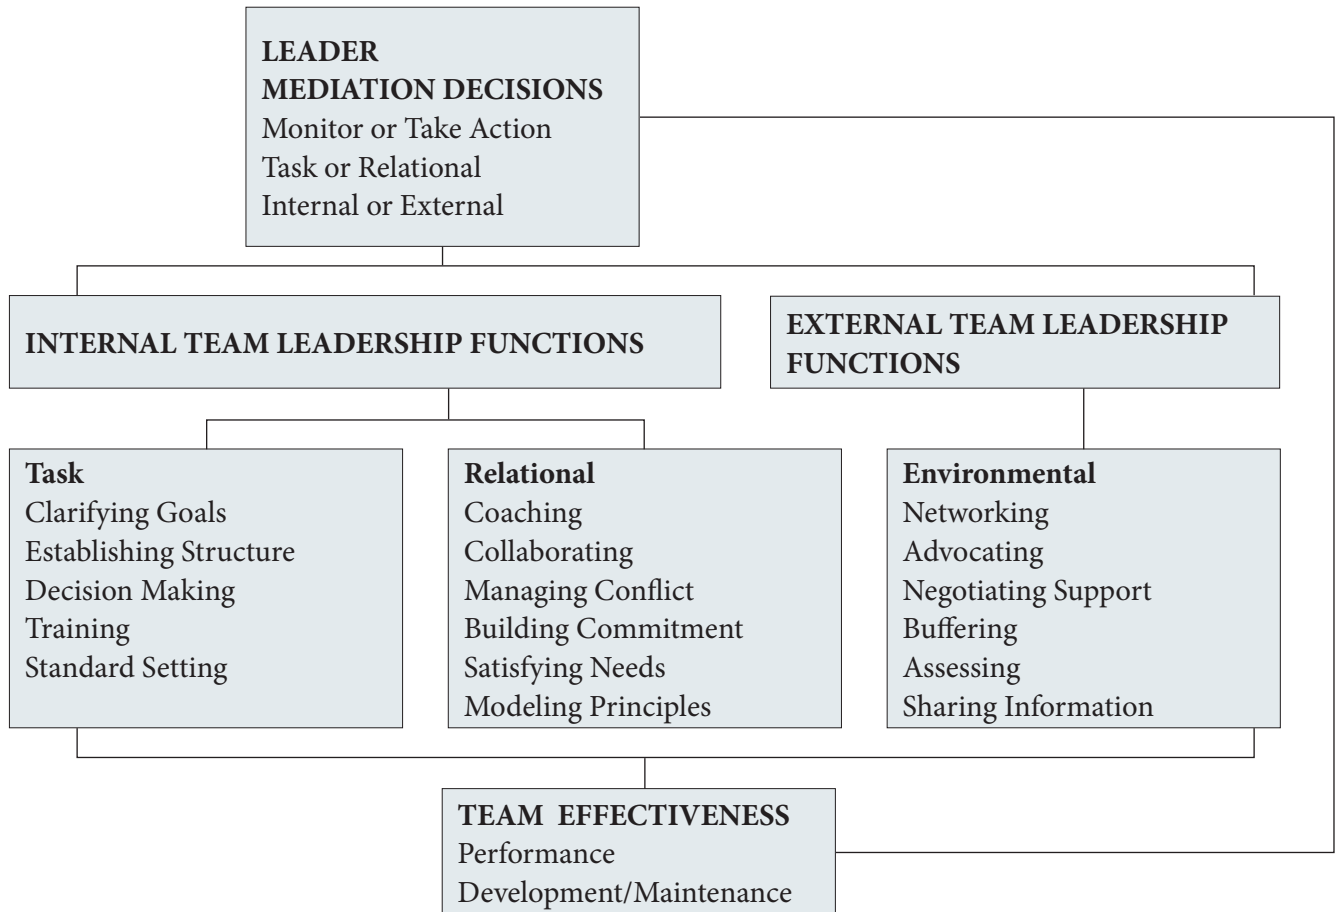 LEADER
MEDIATION DECISIONS
Monitor or Take Action
Task or Relational
Internal or External
INTERNAL TEAM LEADERSHIP FUNCTIONS
EXTERNAL TEAM LEADERSHIP
FUNCTIONS
Task
Clarifying Goals
Establishing Structure
Decision Making
Training
Standard Setting
Relational
Coaching
Collaborating
Managing Conflict
Building Commitment
Satisfying Needs
Modeling Principles
Environmental
Networking
Advocating
Negotiating Support
Buffering
Assessing
Sharing Information
TEAM EFFECTIVENESS
Performance
Development/Maintenance